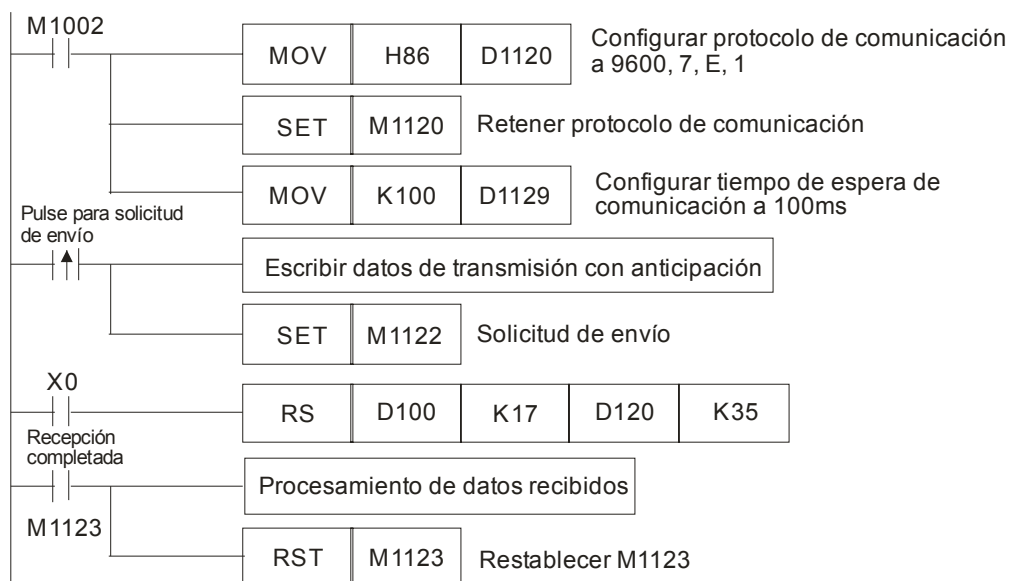 M1002
MOV H86 D1120 Configurar protocolo de comunicación
a 9600, 7, E, 1
SET M1120 Retener protocolo de comunicación
MOV K100 D1129 Configurar tiempo de espera de
comunicación a 100ms
Pulse para solicitud
de envío
Escribir datos de transmisión con anticipación
SET M1122 Solicitud de envío
X0
RS D100 K17 D120 K35
Recepción
completada
Procesamiento de datos recibidos
M1123
RST M1123 Restablecer M1123